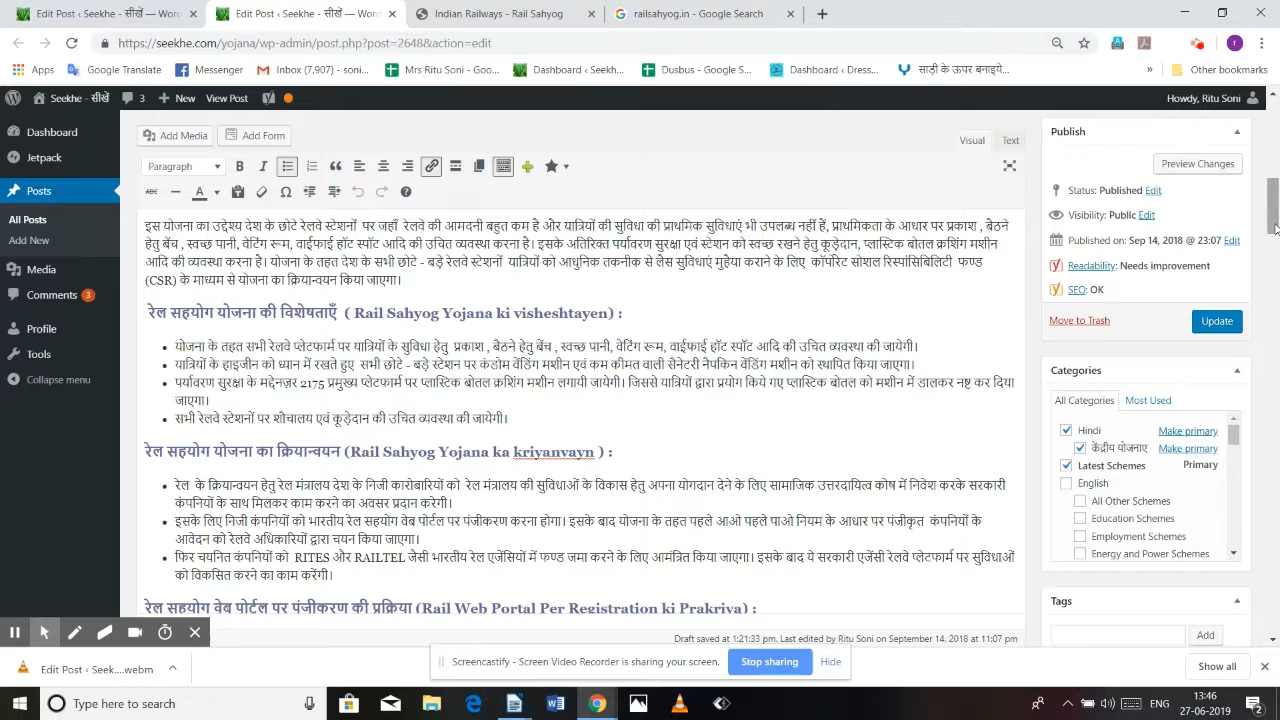 Edit Post ‹ Seekhe - सीखें — Wor
Edit Post ‹ Seekhe - सीखें — Wor
Indian Railways - Rail Sahyog
railsahyog.in - Google Search
https://seekhe.com/yojana/wp-admin/post.php?post=2648&action=edit
Apps
Google Translate
Messenger
Inbox (7,907) - soni...
Mrs Ritu Soni - Goo...
Dashboard ‹ Seekh...
Dusbus - Google S...
Dashboard ‹ Dress...
साड़ी के ऊपर बनाइपे...
»
Other bookmarks
Seekhe - सीखें
3
+ New
View Post
Howdy, Ritu Soni
Dashboard
Jetpack
Posts
All Posts
Add New
Media
Comments 3
Profile
Tools
Collapse menu
Add Media
Add Form
Visual
Text
Paragraph
B
I
ABC
A
इस योजना का उद्देश्य देश के छोटे रेलवे स्टेशनों पर जहाँ रेलवे की आमदनी बहुत कम है और यात्रियों की सुविधा की प्राथमिक सुविधाएं भी उपलब्ध नहीं हैं, प्राथमिकता के आधार पर प्रकाश , बैठने
हेतु बेंच , स्वच्छ पानी, वेटिंग रूम, वाईफाई हॉट स्पॉट आदि की उचित व्यवस्था करना है। इसके अतिरिक्त पर्यावरण सुरक्षा एवं स्टेशन को स्वच्छ रखने हेतु कूड़ेदान, प्लास्टिक बोतल क्रशिंग मशीन
आदि की व्यवस्था करना है। योजना के तहत देश के सभी छोटे - बड़े रेलवे स्टेशनों यात्रियों को आधुनिक तकनीक से लैस सुविधाएं मुहैया कराने के लिए कॉर्पोरेट सोशल रिस्पांसिबिलिटी फण्ड
(CSR) के माध्यम से योजना का क्रियान्वयन किया जाएगा।
रेल सहयोग योजना की विशेषताएँ ( Rail Sahyog Yojana ki visheshtayen) :
योजना के तहत सभी रेलवे प्लेटफार्म पर यात्रियों के सुविधा हेतु प्रकाश , बैठने हेतु बेंच , स्वच्छ पानी, वेटिंग रूम, वाईफाई हॉट स्पॉट आदि की उचित व्यवस्था की जायेगी।
यात्रियों के हाइजीन को ध्यान में रखते हुए सभी छोटे - बड़े स्टेशन पर कंडोम वेंडिंग मशीन एवं कम कीमत वाली सैनेटरी नैपकिन वेंडिंग मशीन को स्थापित किया जाएगा।
पर्यावरण सुरक्षा के मद्देनज़र 2175 प्रमुख्य प्लेटफार्म पर प्लास्टिक बोतल क्रशिंग मशीन लगायी जायेगी। जिससे यात्रियों द्वारा प्रयोग किये गए प्लास्टिक बोतल को मशीन में डालकर नष्ट कर दिया
जाएगा।
सभी रेलवे स्टेशनों पर शौचालय एवं कूड़ेदान की उचित व्यवस्था की जायेगी।
रेल सहयोग योजना का क्रियान्वयन (Rail Sahyog Yojana ka kriyanvayn ) :
रेल के क्रियान्वयन हेतु रेल मंत्रालय देश के निजी कारोबारियों को रेल मंत्रालय की सुविधाओं के विकास हेतु अपना योगदान देने के लिए सामाजिक उत्तरदायित्व कोष में निवेश करके सरकारी
कंपनियों के साथ मिलकर काम करने का अवसर प्रदान करेगी।
इसके लिए निजी कंपनियों को भारतीय रेल सहयोग वेब पोर्टल पर पंजीकरण करना होगा। इसके बाद योजना के तहत पहले आओ पहले पाओ नियम के आधार पर पंजीकृत कंपनियों के
आवेदन को रेलवे अधिकारियों द्वारा चयन किया जाएगा।
फिर चयनित कंपनियों को RITES और RAILTEL जैसी भारतीय रेल एजेंसियों में फण्ड जमा करने के लिए आमंत्रित किया जाएगा। इसके बाद ये सरकारी एजेंसी रेलवे प्लेटफार्म पर सुविधाओं
को विकसित करने का काम करेंगी।
रेल सहयोग वेब पोर्टल पर पंजीकरण की प्रक्रिया (Rail Web Portal Per Registration ki Prakriya) :
Draft saved at 1:21:33 pm. Last edited by Ritu Soni on September 14, 2018 at 11:07 pm
Publish
Preview Changes
Status: Published Edit
Visibility: Public Edit
Published on: Sep 14, 2018 @ 23:07 Edit
Readability: Needs improvement
SEO: OK
Move to Trash
Update
Categories
All Categories
Most Used
Hindi
Make primary
केंद्रीय योजनाए
Make primary
Latest Schemes
Primary
English
All Other Schemes
Education Schemes
Employment Schemes
Energy and Power Schemes
Tags
Add
Screencastify - Screen Video Recorder is sharing your screen.
Stop sharing
Hide
Edit Post ‹ Seekh....webm
Show all
Type here to search
ENG
13:46
27-06-2019
2